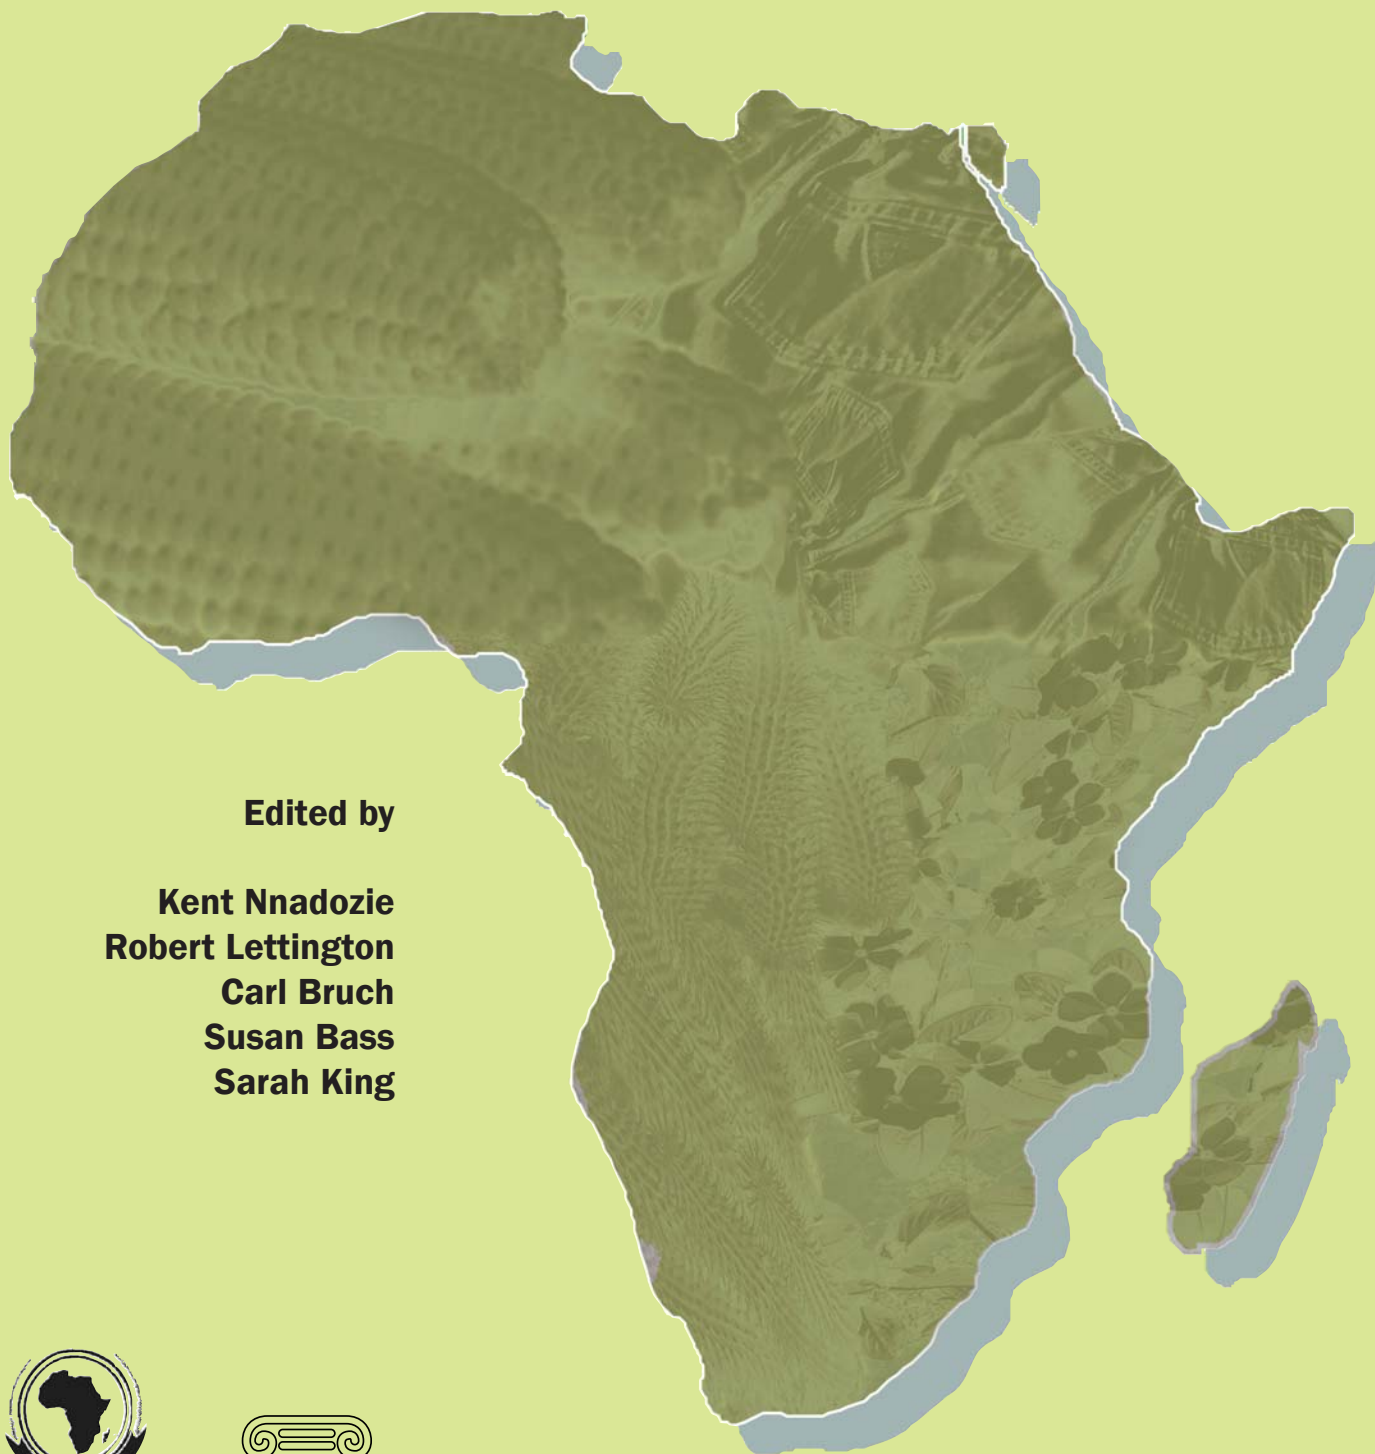 Edited by
Kent Nnadozie
Robert Lettington
Carl Bruch
Susan Bass
Sarah King